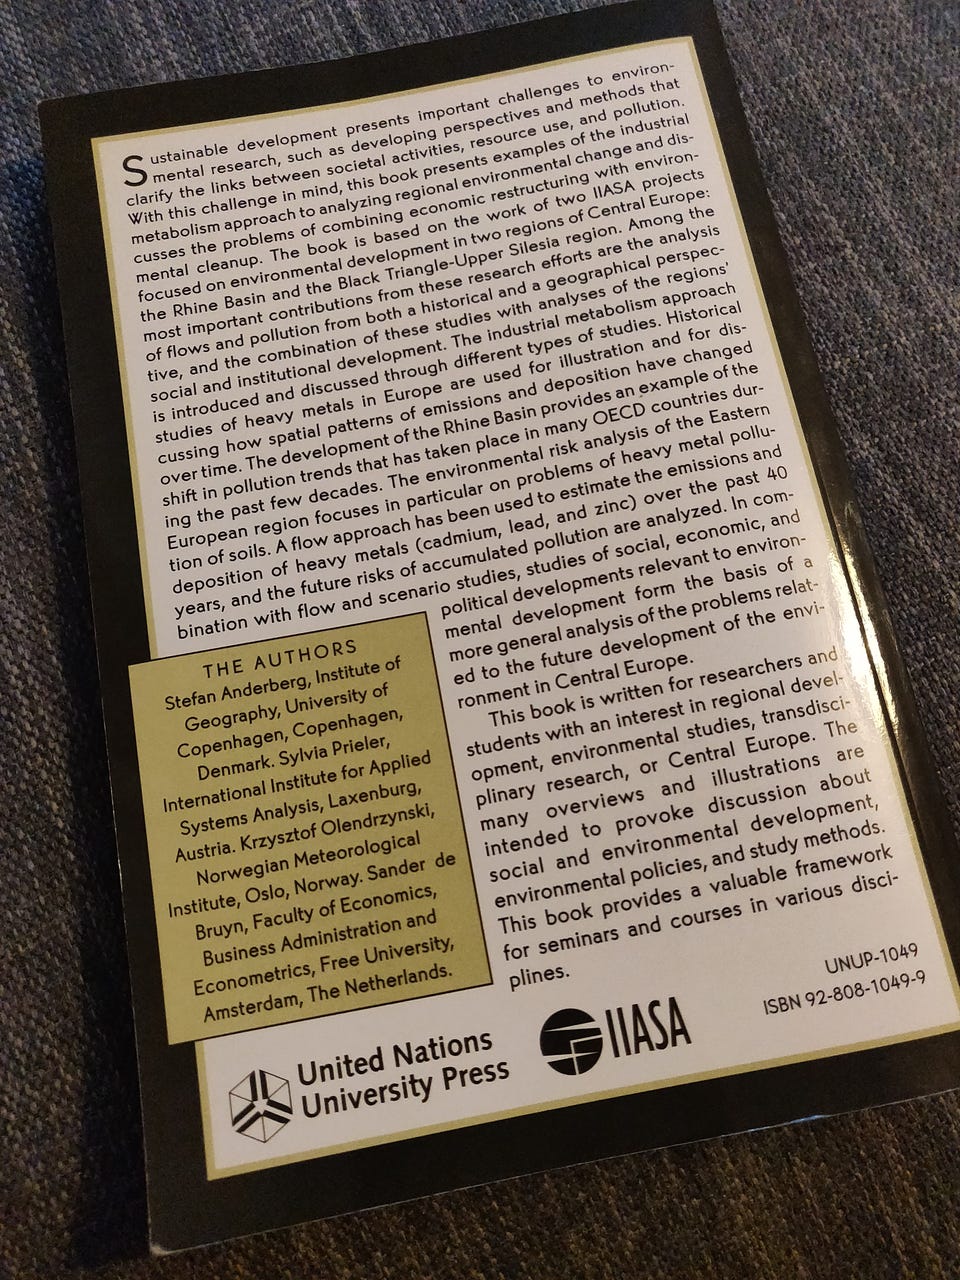 Sustainable development presents important challenges to environ-
mental research, such as developing perspectives and methods that
clarify the links between societal activities, resource use, and pollution.
With this challenge in mind, this book presents examples of the industrial
metabolism approach to analyzing regional environmental change and dis-
cusses the problems of combining economic restructuring with environ-
mental cleanup. The book is based on the work of two IIASA projects
focused on environmental development in two regions of Central Europe:
the Rhine Basin and the Black Triangle-Upper Silesia region. Among the
most important contributions from these research efforts are the analysis
of flows and pollution from both a historical and a geographical perspec-
tive, and the combination of these studies with analyses of the regions'
social and institutional development. The industrial metabolism approach
is introduced and discussed through different types of studies. Historical
studies of heavy metals in Europe are used for illustration and for dis-
cussing how spatial patterns of emissions and deposition have changed
over time. The development of the Rhine Basin provides an example of the
shift in pollution trends that has taken place in many OECD countries dur-
ing the past few decades. The environmental risk analysis of the Eastern
European region focuses in particular on problems of heavy metal pollu-
tion of soils. A flow approach has been used to estimate the emissions and
deposition of heavy metals (cadmium, lead, and zinc) over the past 40
years, and the future risks of accumulated pollution are analyzed. In com-
bination with flow and scenario studies, studies of social, economic, and
political developments relevant to environ-
mental development form the basis of a
more general analysis of the problems relat-
ed to the future development of the envi-
ronment in Central Europe.
This book is written for researchers and
students with an interest in regional devel-
opment, environmental studies, transdisci-
plinary research, or Central Europe. The
many overviews and illustrations are
intended to provoke discussion about
social and environmental development,
environmental policies, and study methods.
This book provides a valuable framework
for seminars and courses in various disci-
plines.
THE AUTHORS
Stefan Anderberg, Institute of
Geography, University of
Copenhagen, Copenhagen,
Denmark. Sylvia Prieler,
International Institute for Applied
Systems Analysis, Laxenburg,
Austria. Krzysztof Olendrzynski,
Norwegian Meteorological
Institute, Oslo, Norway. Sander de
Bruyn, Faculty of Economics,
Business Administration and
Econometrics, Free University,
Amsterdam, The Netherlands.
UNUP-1049
ISBN 92-808-1049-9
United Nations
University Press
IIASA